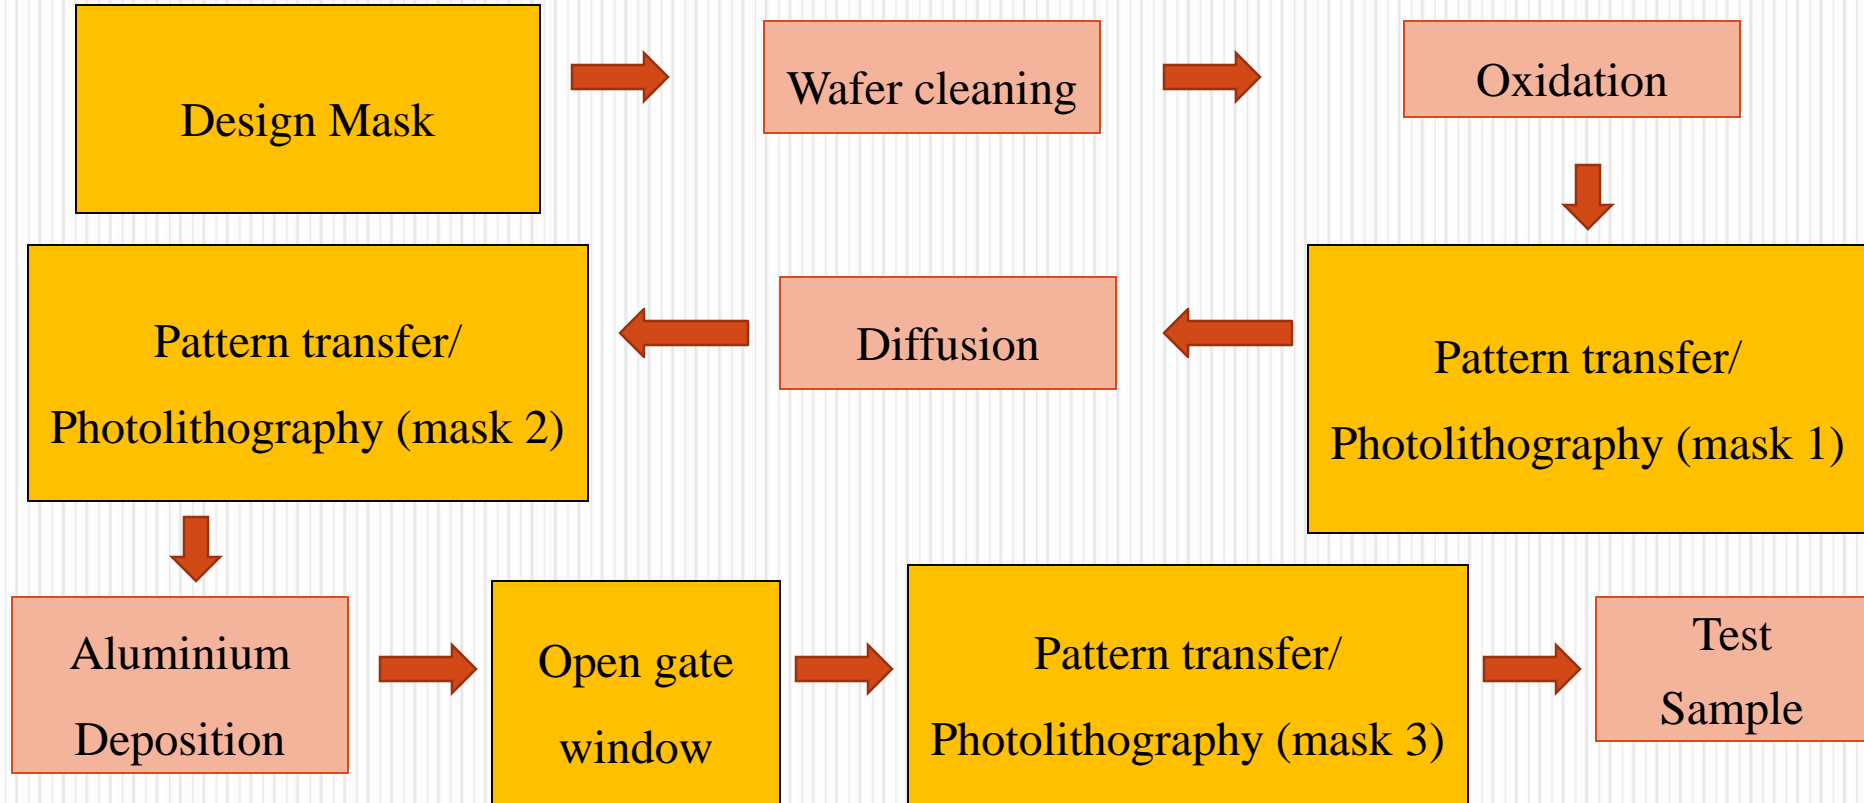 Design Mask
Wafer cleaning
Oxidation
Pattern transfer/
Photolithography (mask 1)
Diffusion
Pattern transfer/
Photolithography (mask 2)
Aluminium
Deposition
Open gate
window
Pattern transfer/
Photolithography (mask 3)
Test
Sample